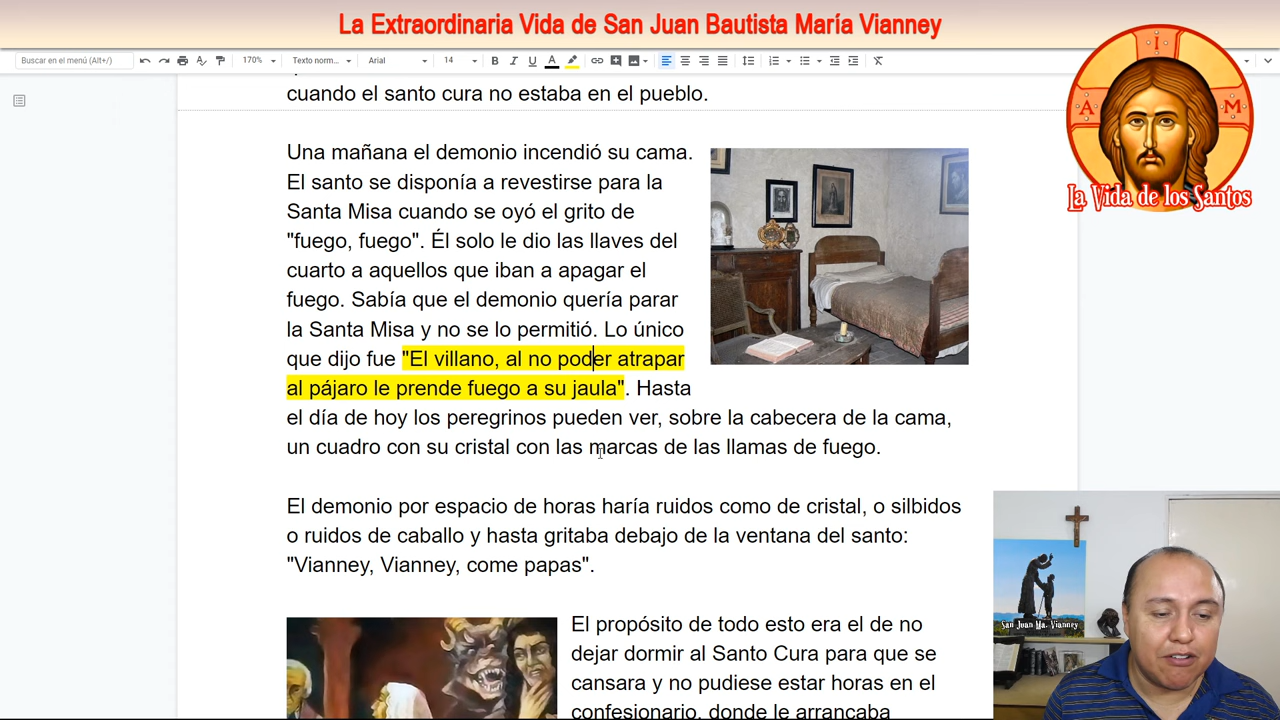 La Extraordinaria Vida de San Juan Bautista María Vianney
Buscar en el menú (Alt+/)
170%
Texto norm...
Arial
14
B I U A
cuando el santo cura no estaba en el pueblo.
Una mañana el demonio incendió su cama.
El santo se disponía a revestirse para la
Santa Misa cuando se oyó el grito de
"fuego, fuego". Él solo le dio las llaves del
cuarto a aquellos que iban a apagar el
fuego. Sabía que el demonio quería parar
la Santa Misa y no se lo permitió. Lo único
que dijo fue "El villano, al no poder atrapar
al pájaro le prende fuego a su jaula". Hasta
el día de hoy los peregrinos pueden ver, sobre la cabecera de la cama,
un cuadro con su cristal con las marcas de las llamas de fuego.
El demonio por espacio de horas haría ruidos como de cristal, o silbidos
o ruidos de caballo y hasta gritaba debajo de la ventana del santo:
"Vianney, Vianney, come papas".
El propósito de todo esto era el de no
dejar dormir al Santo Cura para que se
cansara y no pudiese estar horas en el
confesionario, donde le arrancaba
I
A M
La Vida de los Santos
San Juan Ma. Vianney